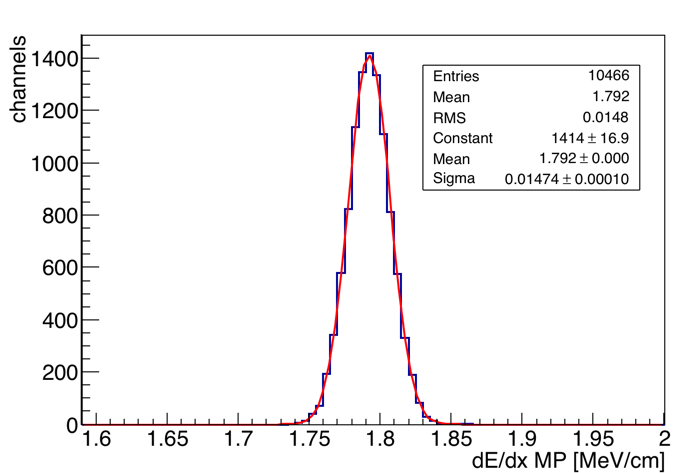 channels
1400
1200
1000
800
600
400
200
0
Entries 10466
Mean 1.792
RMS 0.0148
Constant 1414 ± 16.9
Mean 1.792 ± 0.000
Sigma 0.01474 ± 0.00010
1.6 1.65 1.7 1.75 1.8 1.85 1.9 1.95 2
dE/dx MP [MeV/cm]